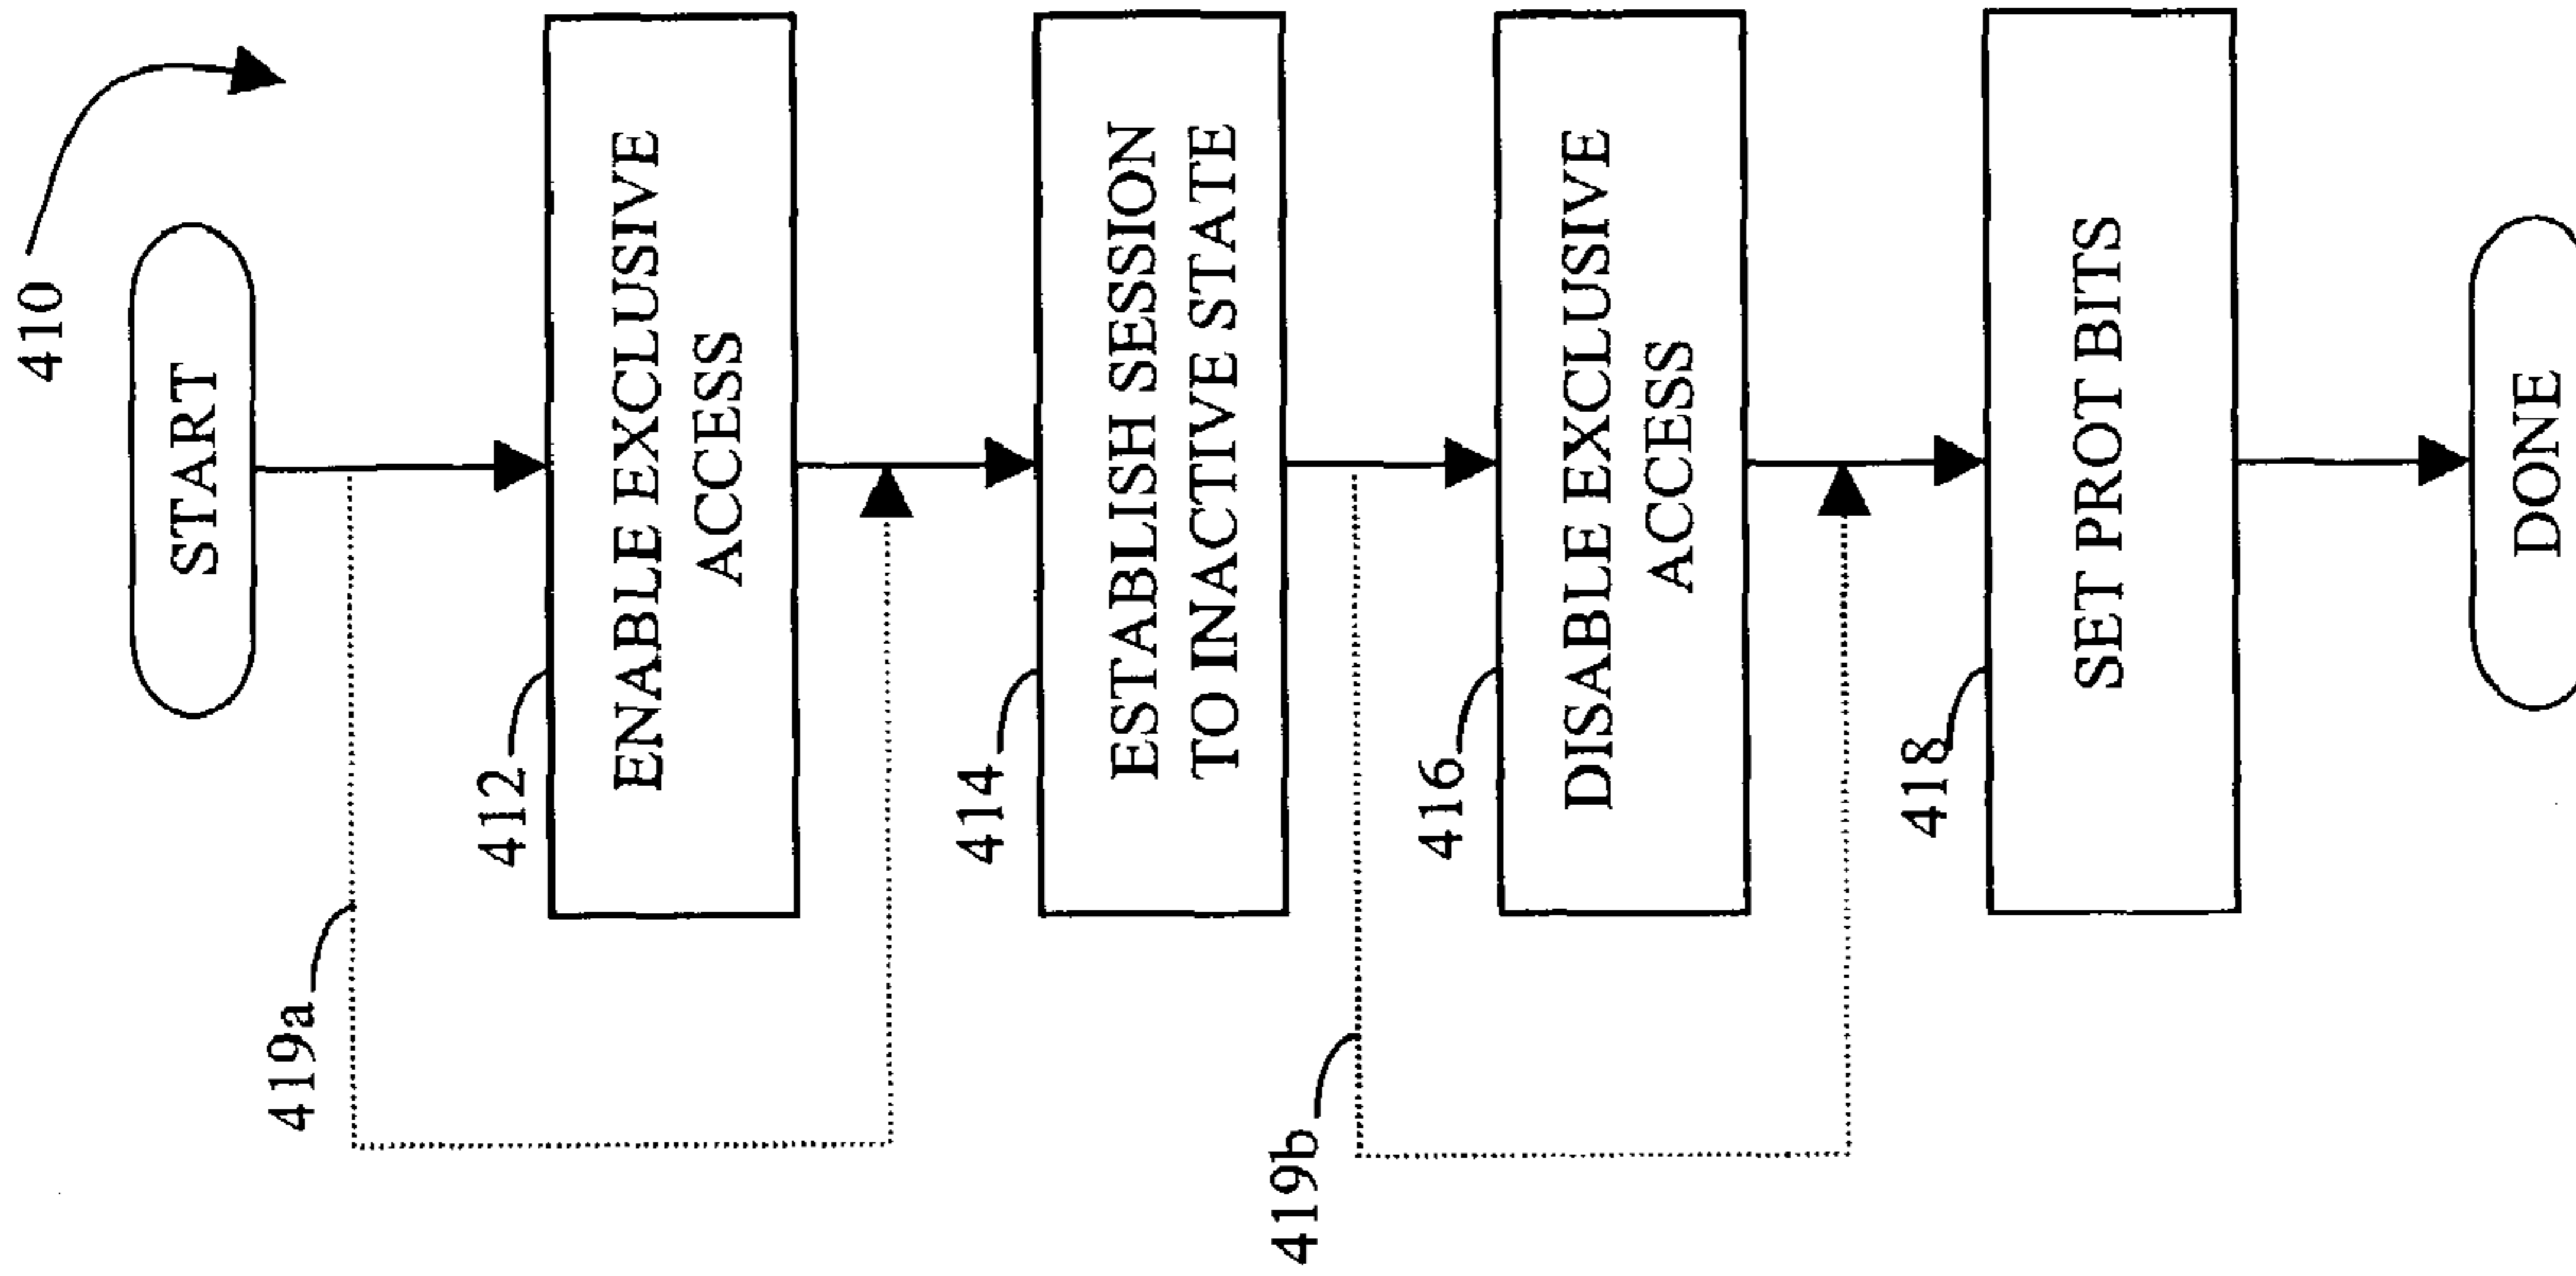 410
START
419a
412
ENABLE EXCLUSIVE
ACCESS
414
ESTABLISH SESSION
TO INACTIVE STATE
419b
416
DISABLE EXCLUSIVE
ACCESS
418
SET PROT BITS
DONE